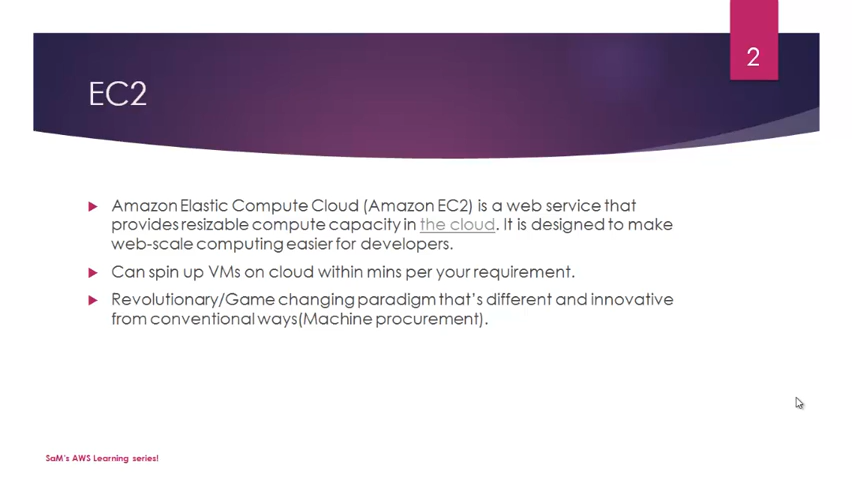 2
EC2
Amazon Elastic Compute Cloud (Amazon EC2) is a web service that
provides resizable compute capacity in the cloud. It is designed to make
web-scale computing easier for developers.
Can spin up VMs on cloud within mins per your requirement.
Revolutionary/Game changing paradigm that's different and innovative
from conventional ways(Machine procurement).
SaM's AWS Learning series!